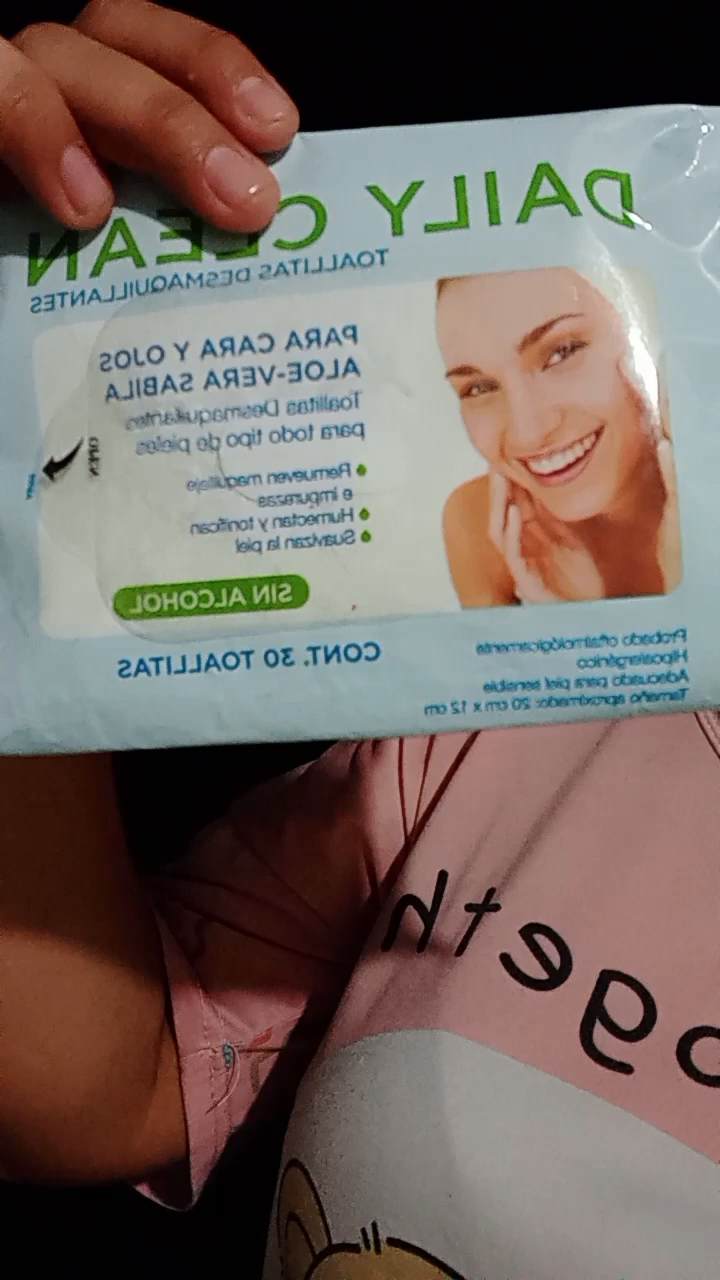 DAILY CLEAN
TOALLITAS DESMAQUILLANTES
PARA CARA Y OJOS
ALOE-VERA SABILA
Toallitas Desmaquillantes
para todo tipo de pieles
Remueven maquillaje
e impurezas
Humectan y tonifican
Suavizan la piel
SIN ALCOHOL
CONT. 30 TOALLITAS
OPEN
Probado oftalmológicamente
Hipoalergénico
Adecuado para piel sensible
Tamaño aproximado: 20 cm x 12 cm
ogeth